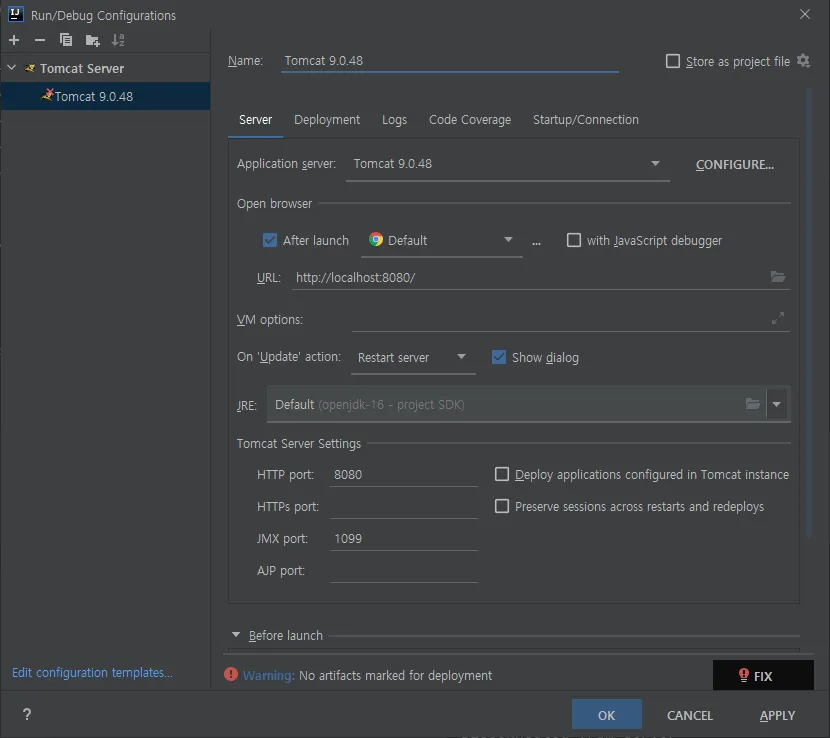 Run/Debug Configurations
Tomcat Server
Tomcat 9.0.48
Name: Tomcat 9.0.48 Store as project file
Server Deployment Logs Code Coverage Startup/Connection
Application server: Tomcat 9.0.48 CONFIGURE...
Open browser
After launch Default ... with JavaScript debugger
URL: http://localhost:8080/
VM options:
On 'Update' action: Restart server Show dialog
JRE: Default (openjdk-16 - project SDK)
Tomcat Server Settings
HTTP port: 8080 Deploy applications configured in Tomcat instance
HTTPs port: Preserve sessions across restarts and redeploys
JMX port: 1099
AJP port:
Before launch
Edit configuration templates...
Warning: No artifacts marked for deployment FIX
? OK CANCEL APPLY